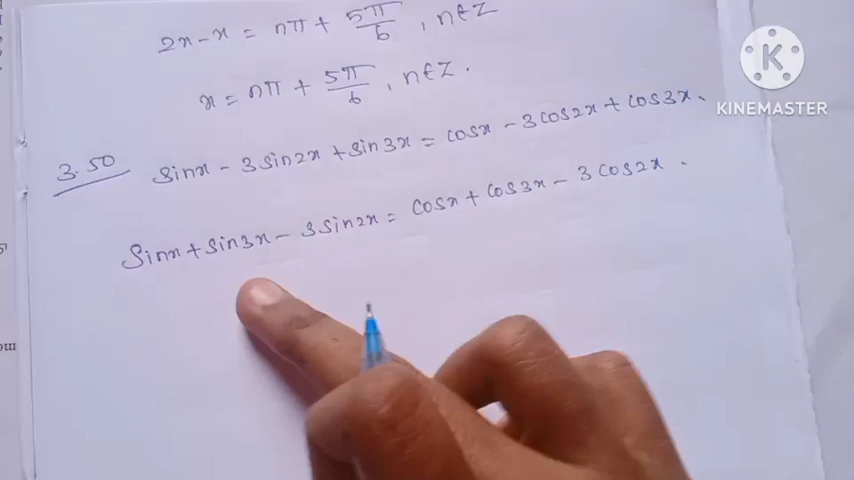 2x - x = nπ + 5π/6 , n∈Z
x = nπ + 5π/6 , n∈Z.
KINEMASTER
3.50 sinx - 3sin2x + sin3x = cosx - 3cos2x + cos3x.
Sinx + sin3x - 3sin2x = cosx + cos3x - 3cos2x.